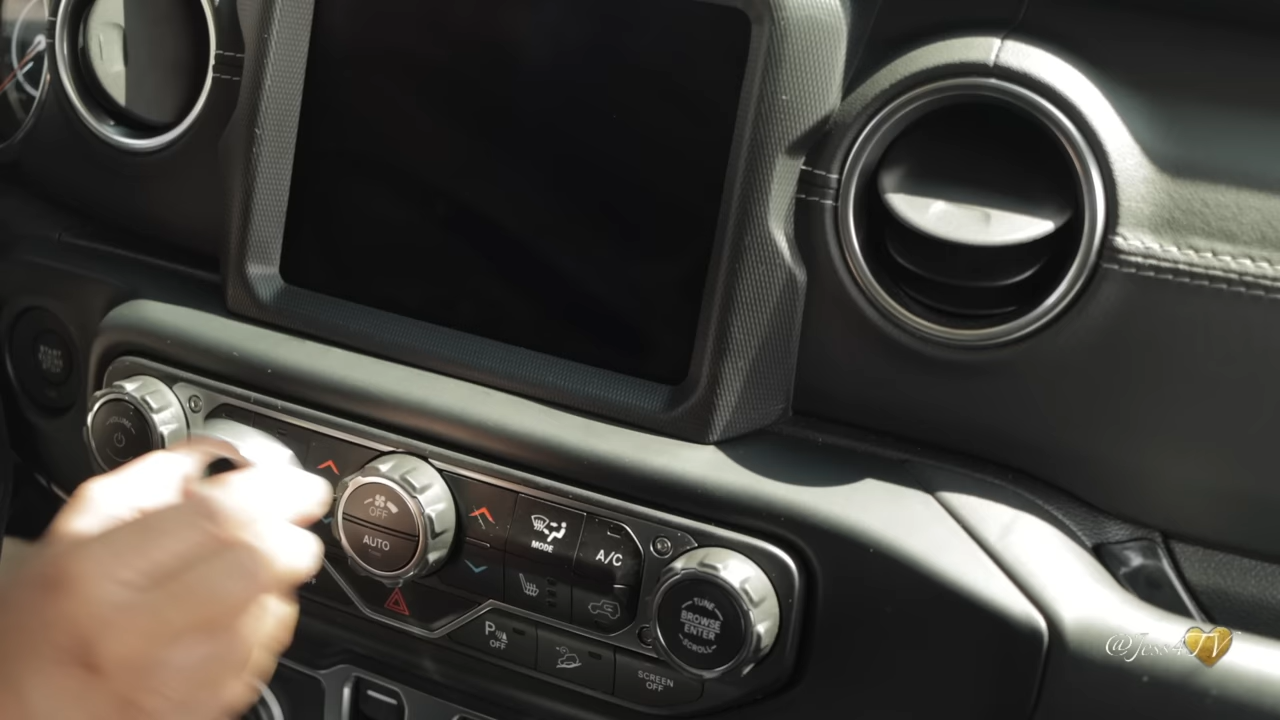 START
STOP
VOLUME
OFF
AUTO
MODE
A/C
P
OFF
TUNE
BROWSE
ENTER
SCROLL
SCREEN
OFF
@Jess4TV